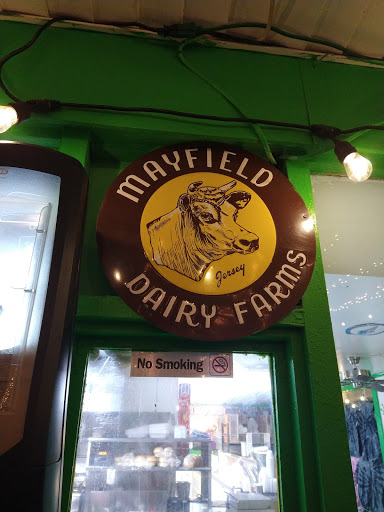 MAYFIELD
Jersey
DAIRY FARMS
No Smoking